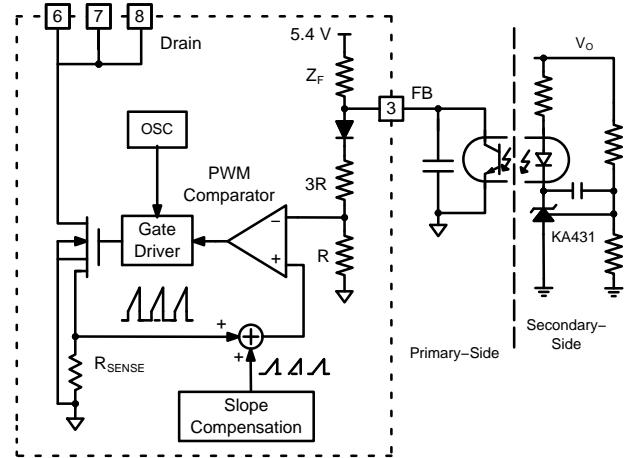 6 7 8
Drain
5.4 V
V_O
Z_F
3
FB
OSC
PWM
Comparator
3R
−
+
Gate
Driver
R
KA431
+
+
+
R_SENSE
Primary−Side
Secondary−
Side
Slope
Compensation